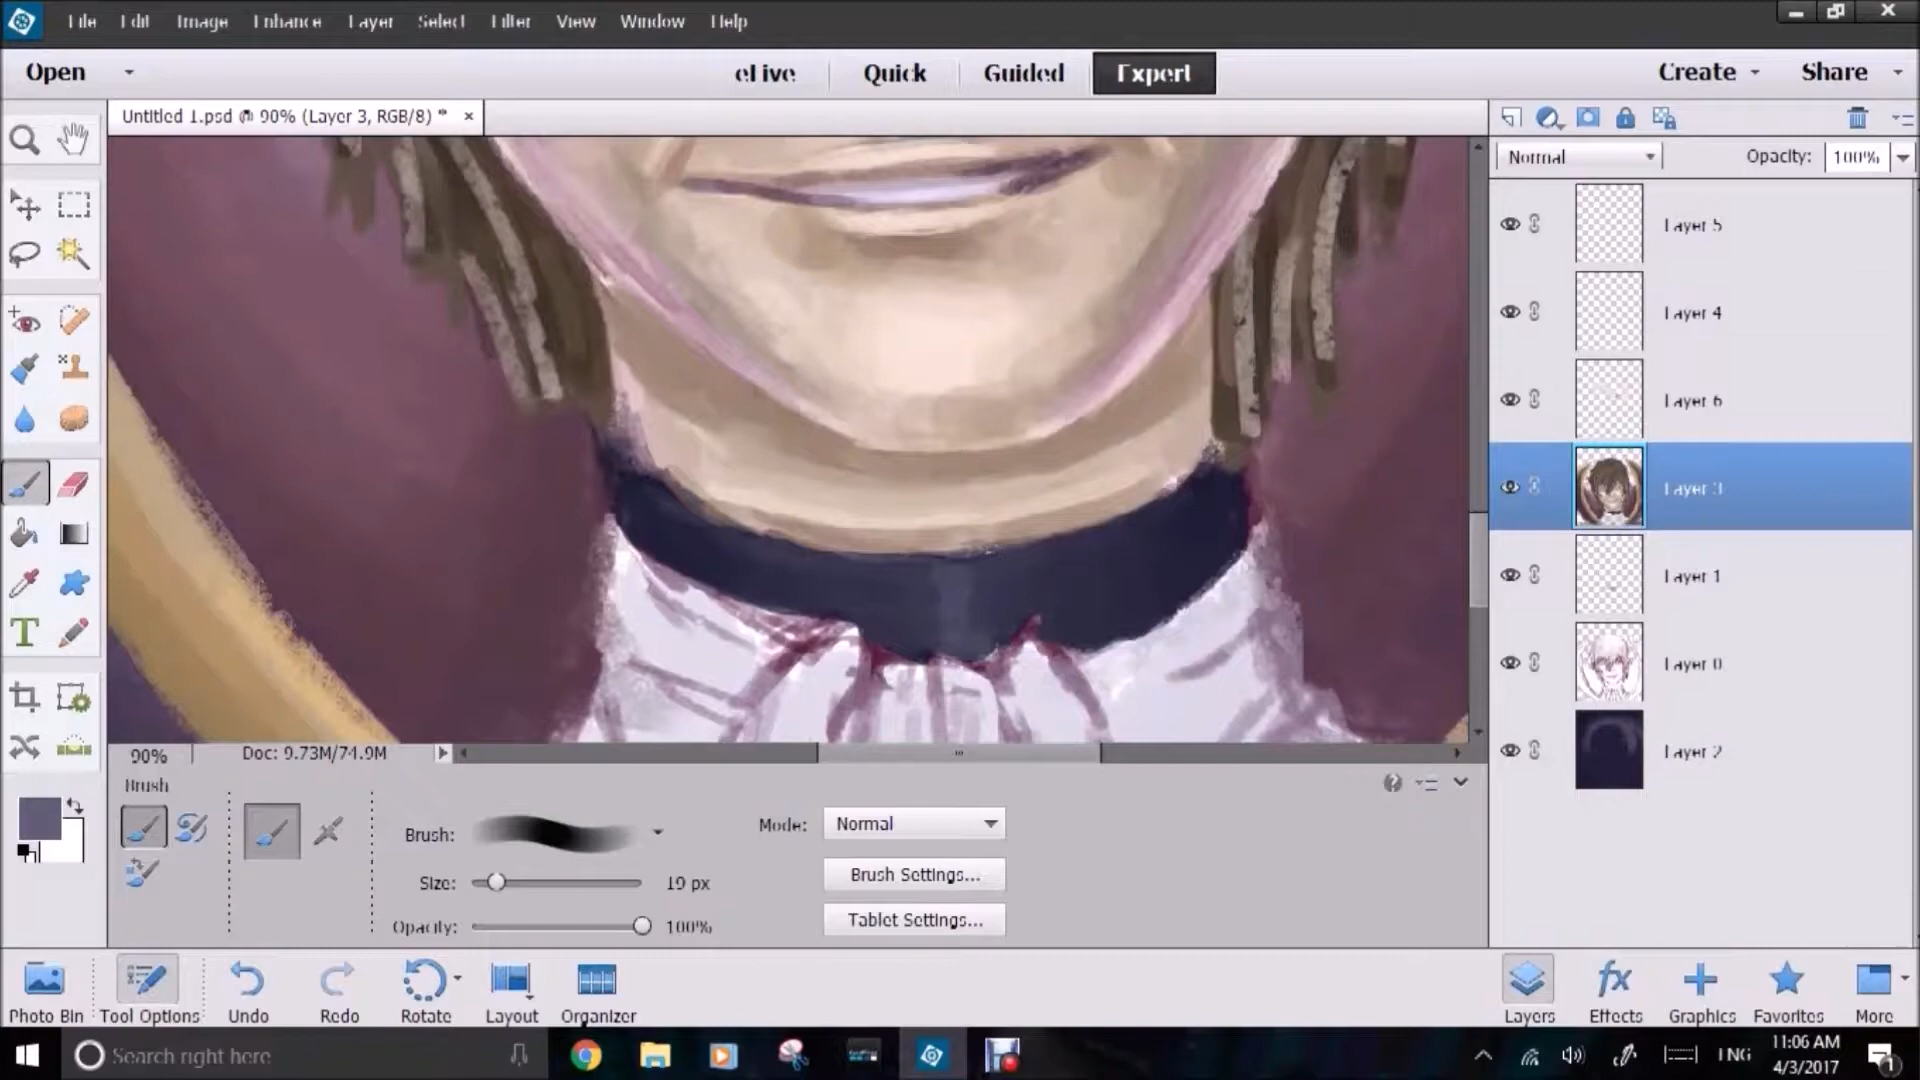 File Edit Image Enhance Layer Select Filter View Window Help
Open eLive Quick Guided Expert Create Share
Untitled 1.psd @ 90% (Layer 3, RGB/8) * ×
Normal Opacity: 100%
Layer 5
Layer 4
Layer 6
Layer 3
Layer 1
Layer 0
Layer 2
90% Doc: 9.73M/74.9M
Brush
Brush: Mode: Normal
Size: 19 px Brush Settings...
Opacity: 100% Tablet Settings...
Photo Bin Tool Options Undo Redo Rotate Layout Organizer Layers Effects Graphics Favorites More
Search right here ENG 11:06 AM
4/3/2017 1